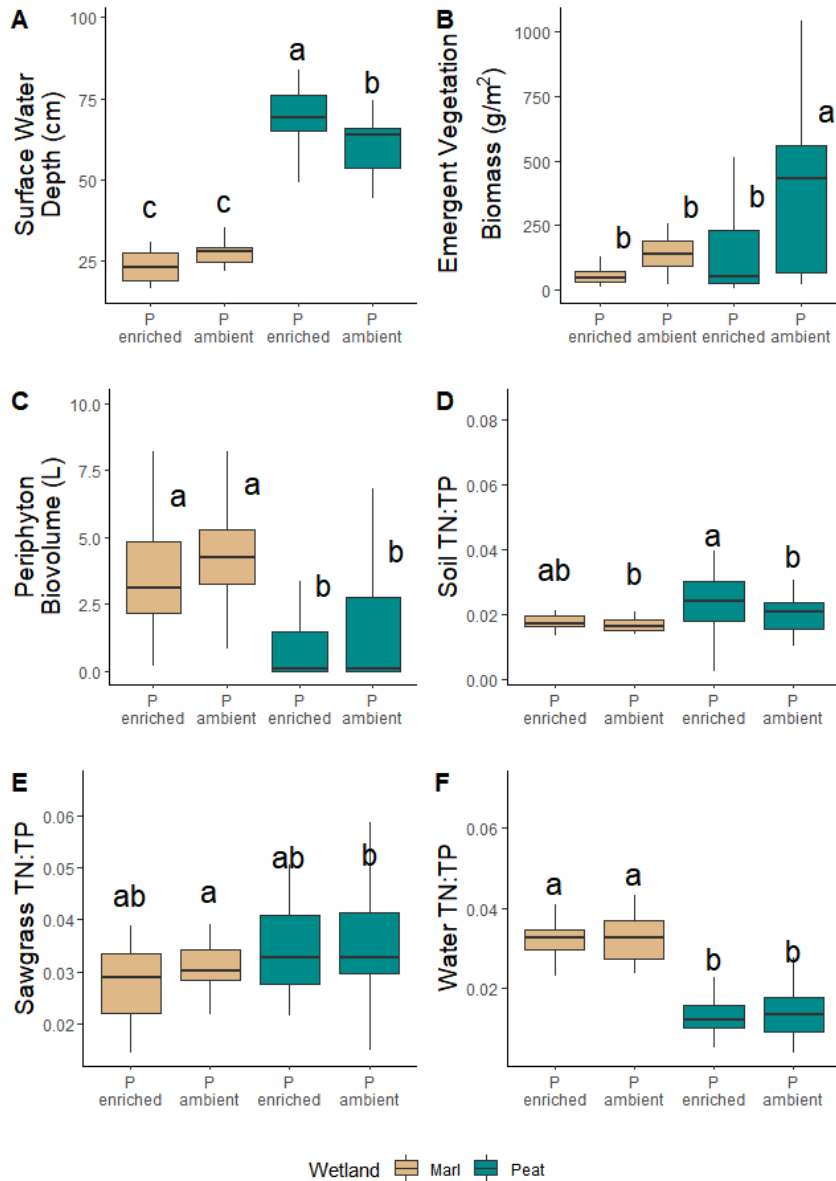 A
Surface Water
Depth (cm)
100
75
50
25
c
c
a
b
P
enriched
P
ambient
P
enriched
P
ambient
B
Emergent Vegetation
Biomass (g/m²)
1000
750
500
250
0
b
b
b
a
P
enriched
P
ambient
P
enriched
P
ambient
C
Periphyton
Biovolume (L)
10.0
7.5
5.0
2.5
0.0
a
a
b
b
P
enriched
P
ambient
P
enriched
P
ambient
D
Soil TN:TP
0.08
0.06
0.04
0.02
0.00
ab
b
a
b
P
enriched
P
ambient
P
enriched
P
ambient
E
Sawgrass TN:TP
0.06
0.05
0.04
0.03
0.02
ab
a
ab
b
P
enriched
P
ambient
P
enriched
P
ambient
F
Water TN:TP
0.06
0.04
0.02
a
a
b
b
P
enriched
P
ambient
P
enriched
P
ambient
Wetland Marl Peat